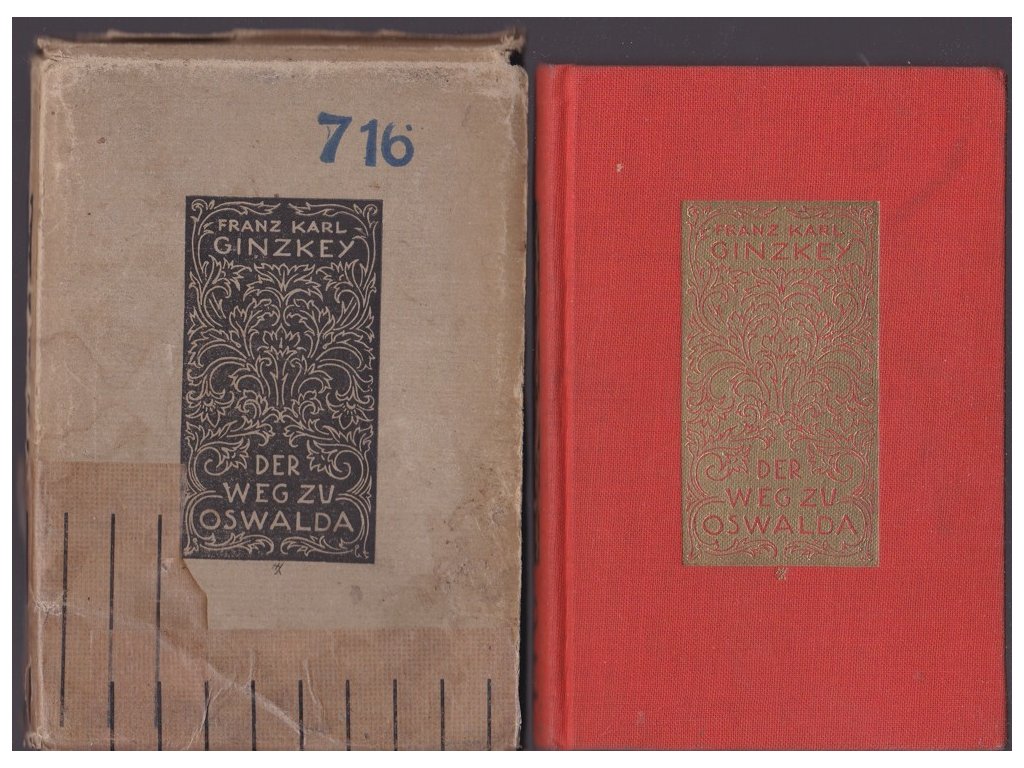 716
FRANZ KARL
GINZKEY
DER
WEG ZU
OSWALDA
FRANZ KARL
GINZKEY
DER
WEG ZU
OSWALDA